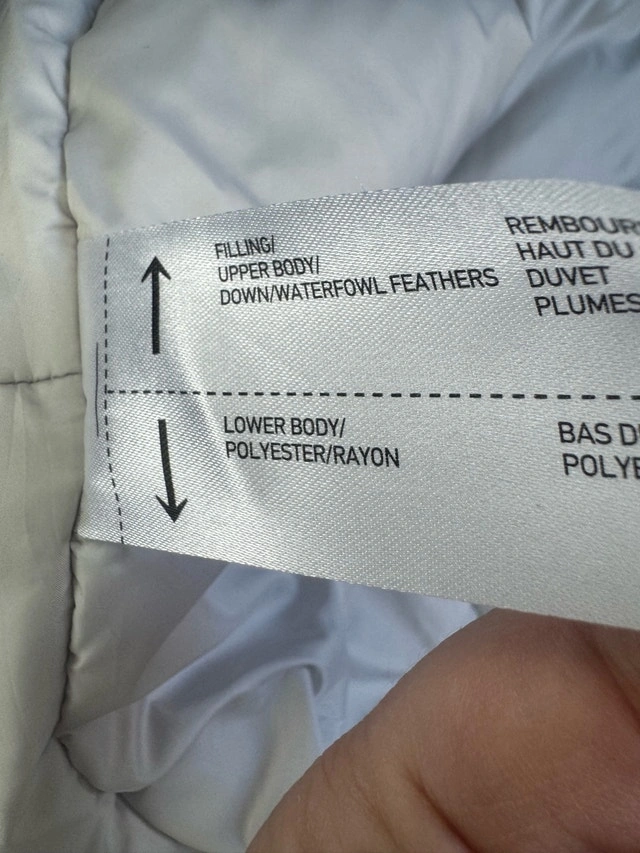 FILLING/
UPPER BODY/
DOWN/WATERFOWL FEATHERS
HAUT DU
DUVET
PLUMES
LOWER BODY/
POLYESTER/RAYON
BAS